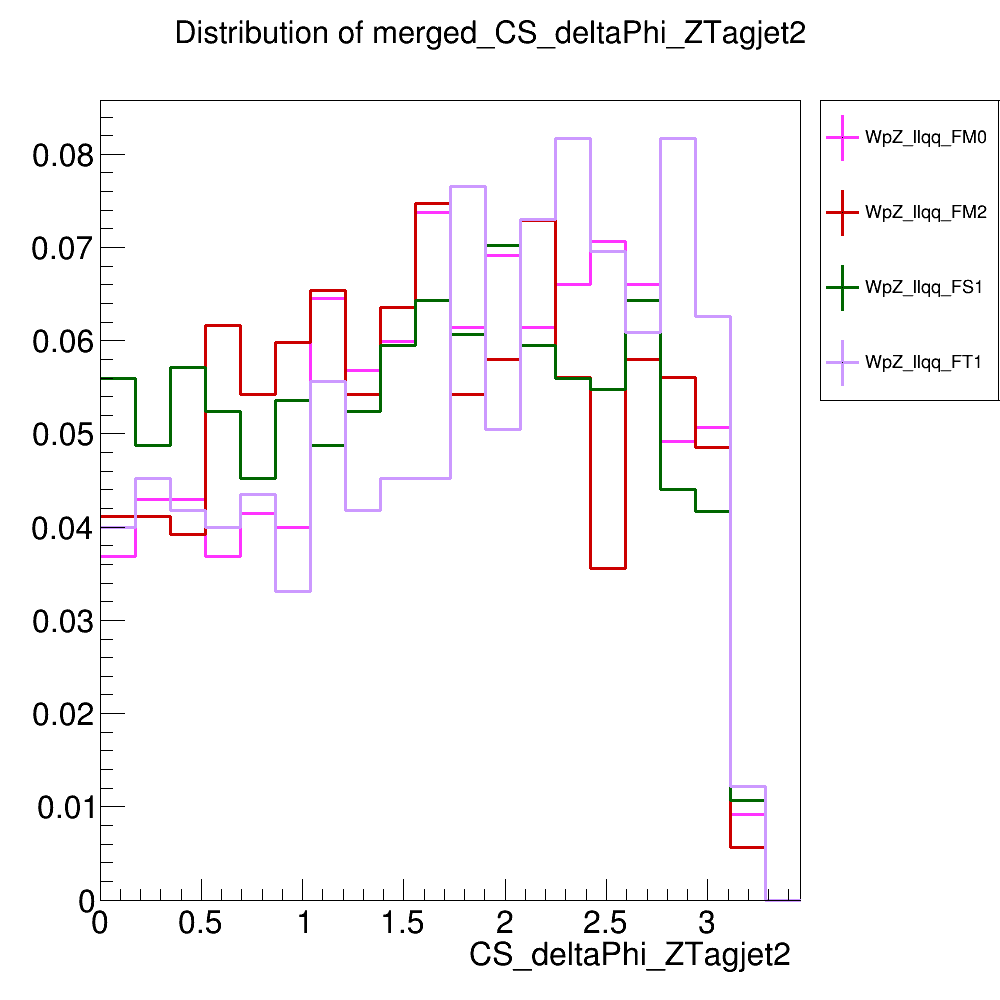 Distribution of merged_CS_deltaPhi_ZTagjet2
0.08
0.07
0.06
0.05
0.04
0.03
0.02
0.01
0
0 0.5 1 1.5 2 2.5 3
CS_deltaPhi_ZTagjet2
WpZ_llqq_FM0
WpZ_llqq_FM2
WpZ_llqq_FS1
WpZ_llqq_FT1